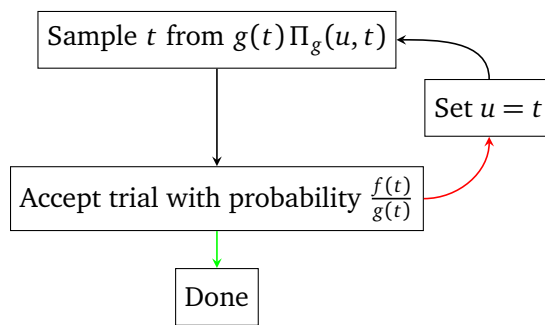 Sample t from g(t) Π_g(u, t)
Set u = t
Accept trial with probability f(t)/g(t)
Done